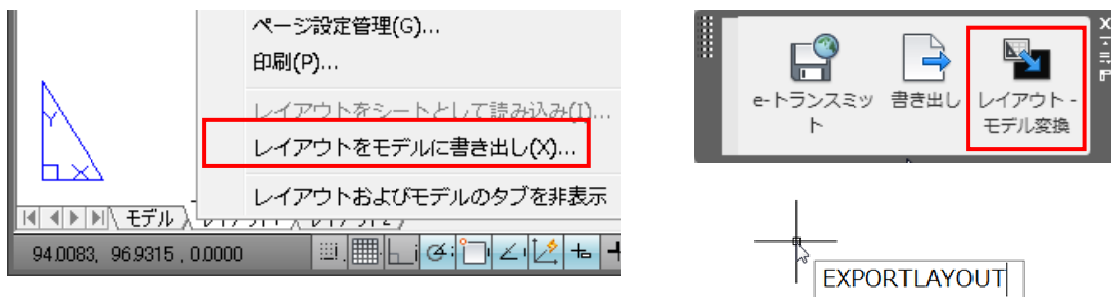 ページ設定管理(G)...
印刷(P)...
レイアウトをシートとして読み込み(I)...
レイアウトをモデルに書き出し(X)...
レイアウトおよびモデルのタブを非表示
Y
X
モデル
94.0083, 96.9315 , 0.0000
e-トランスミッ
ト
書き出し
レイアウト -
モデル変換
EXPORTLAYOUT